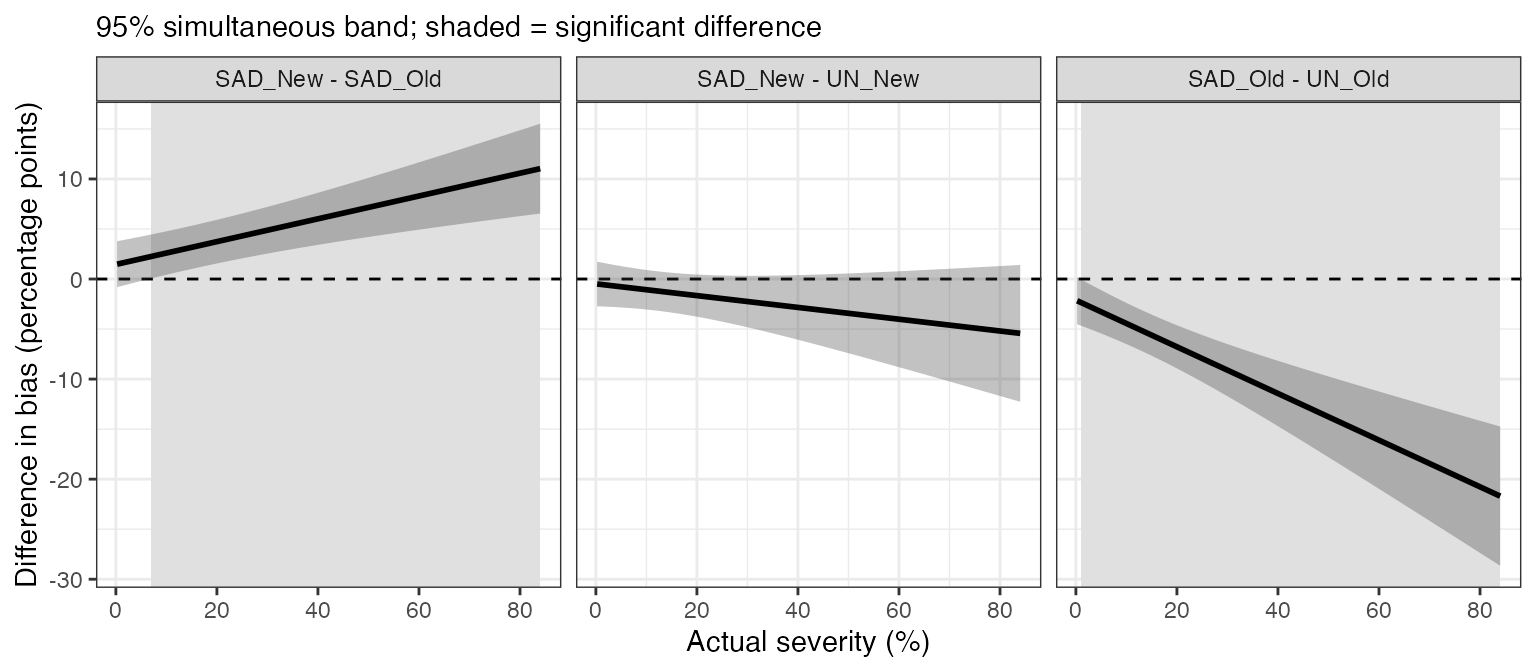 95% simultaneous band; shaded = significant difference
SAD_New - SAD_Old
SAD_New - UN_New
SAD_Old - UN_Old
Difference in bias (percentage points)
10
0
-10
-20
-30
0 20 40 60 80
0 20 40 60 80
0 20 40 60 80
Actual severity (%)